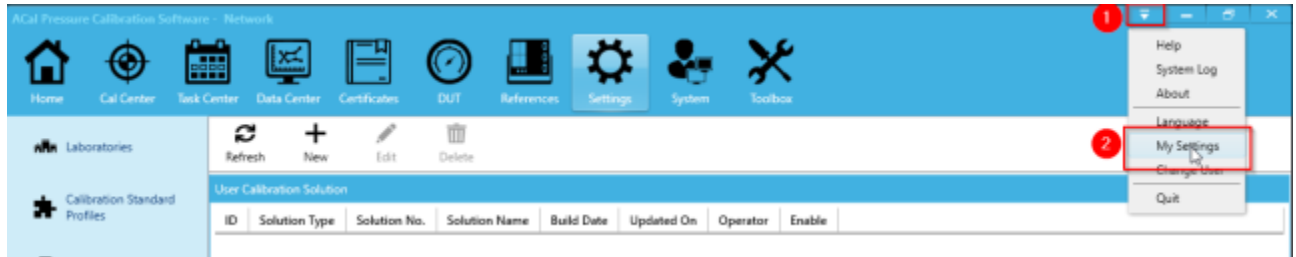 ACal Pressure Calibration Software - Network
1
Home Cal Center Task Center Data Center Certificates DUT References Settings System Toolbox
Help
System Log
About
Language
2
My Settings
Change User
Quit
Laboratories
Calibration Standard
Profiles
Refresh New Edit Delete
User Calibration Solution
ID Solution Type Solution No. Solution Name Build Date Updated On Operator Enable